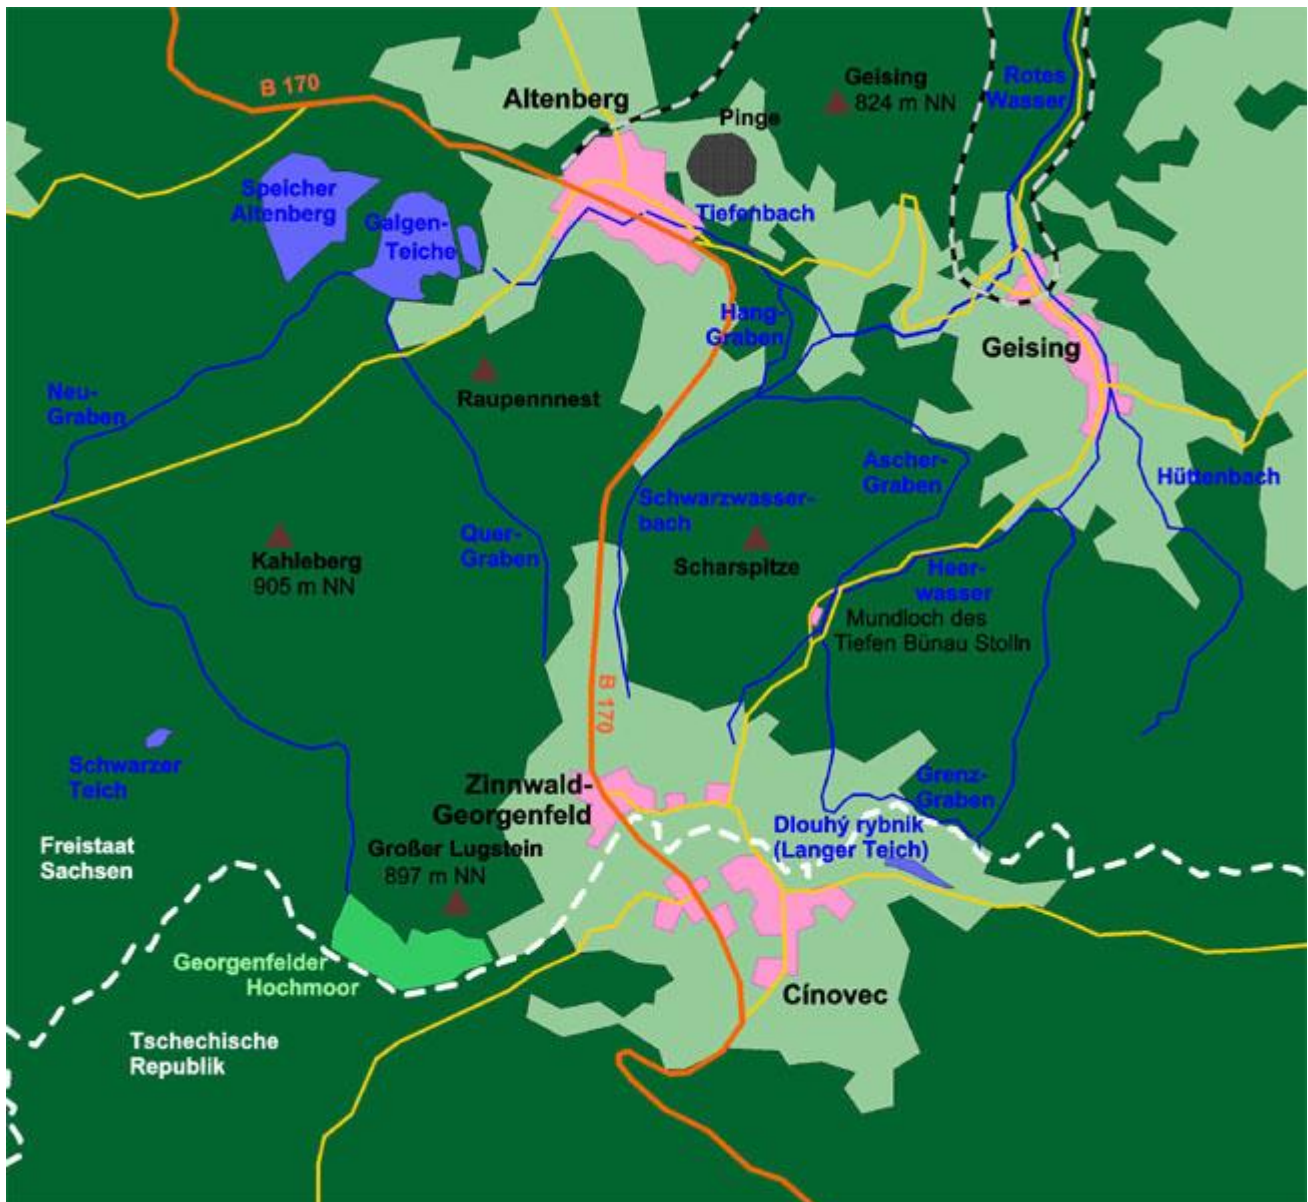 B 170
Geising
824 m NN
Rotes
Wasser
Altenberg
Pinge
Speicher
Altenberg
Galgen-
Teiche
Tiefenbach
Hang-
Graben
Geising
Neu-
Graben
Raupennnest
Ascher-
Graben
Hüttenbach
Schwarzwasser-
bach
Quer-
Graben
Kahleberg
905 m NN
Scharspitze
Heer-
wasser
Mundloch des
Tiefen Bünau Stolln
B 170
Schwarzer
Teich
Zinnwald-
Georgenfeld
Grenz-
Graben
Dlouhý rybnik
(Langer Teich)
Freistaat
Sachsen
Großer Lugstein
897 m NN
Georgenfelder
Hochmoor
Cínovec
Tschechische
Republik